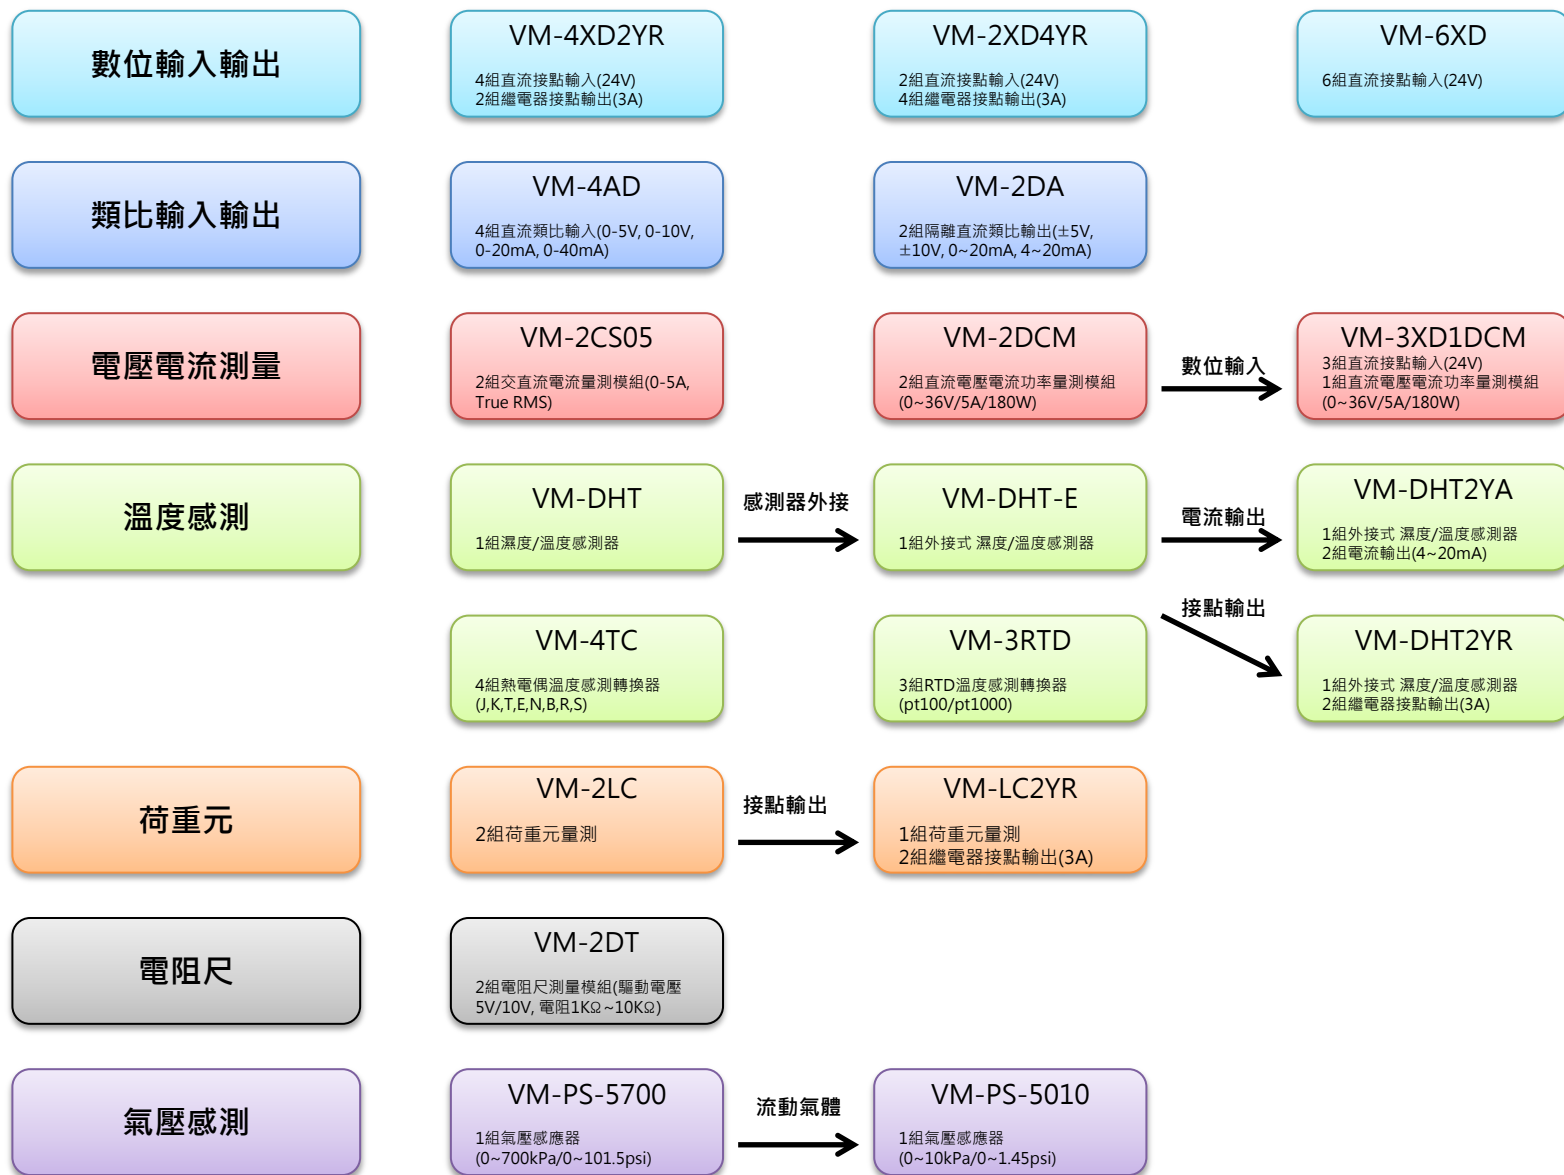 數位輸入輸出
VM-4XD2YR
4組直流接點輸入(24V)
2組繼電器接點輸出(3A)
VM-2XD4YR
2組直流接點輸入(24V)
4組繼電器接點輸出(3A)
VM-6XD
6組直流接點輸入(24V)
類比輸入輸出
VM-4AD
4組直流類比輸入(0-5V, 0-10V,
0-20mA, 0-40mA)
VM-2DA
2組隔離直流類比輸出(±5V,
±10V, 0~20mA, 4~20mA)
電壓電流測量
VM-2CS05
2組交直流電流量測模組(0-5A,
True RMS)
VM-2DCM
2組直流電壓電流功率量測模組
(0~36V/5A/180W)
數位輸入
VM-3XD1DCM
3組直流接點輸入(24V)
1組直流電壓電流功率量測模組
(0~36V/5A/180W)
溫度感測
VM-DHT
1組濕度/溫度感測器
感測器外接
VM-DHT-E
1組外接式 濕度/溫度感測器
電流輸出
VM-DHT2YA
1組外接式 濕度/溫度感測器
2組電流輸出(4~20mA)
VM-4TC
4組熱電偶溫度感測轉換器
(J,K,T,E,N,B,R,S)
VM-3RTD
3組RTD溫度感測轉換器
(pt100/pt1000)
接點輸出
VM-DHT2YR
1組外接式 濕度/溫度感測器
2組繼電器接點輸出(3A)
荷重元
VM-2LC
2組荷重元量測
接點輸出
VM-LC2YR
1組荷重元量測
2組繼電器接點輸出(3A)
電阻尺
VM-2DT
2組電阻尺測量模組(驅動電壓
5V/10V, 電阻1KΩ~10KΩ)
氣壓感測
VM-PS-5700
1組氣壓感應器
(0~700kPa/0~101.5psi)
流動氣體
VM-PS-5010
1組氣壓感應器
(0~10kPa/0~1.45psi)